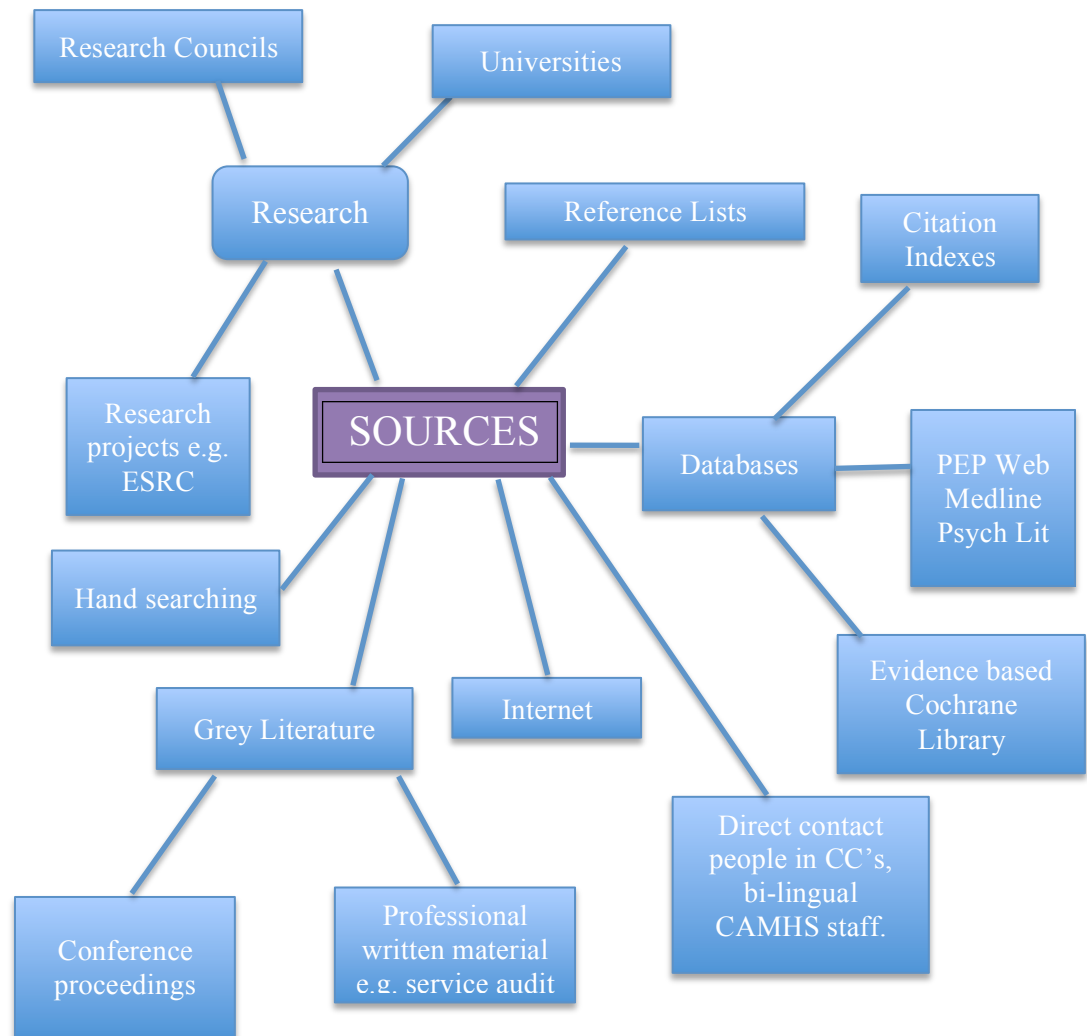 Research Councils
Universities
Research
Reference Lists
Citation
Indexes
Research
projects e.g.
ESRC
SOURCES
Databases
PEP Web
Medline
Psych Lit
Hand searching
Evidence based
Cochrane
Library
Grey Literature
Internet
Direct contact
people in CC’s,
bi-lingual
CAMHS staff.
Conference
proceedings
Professional
written material
e.g. service audit